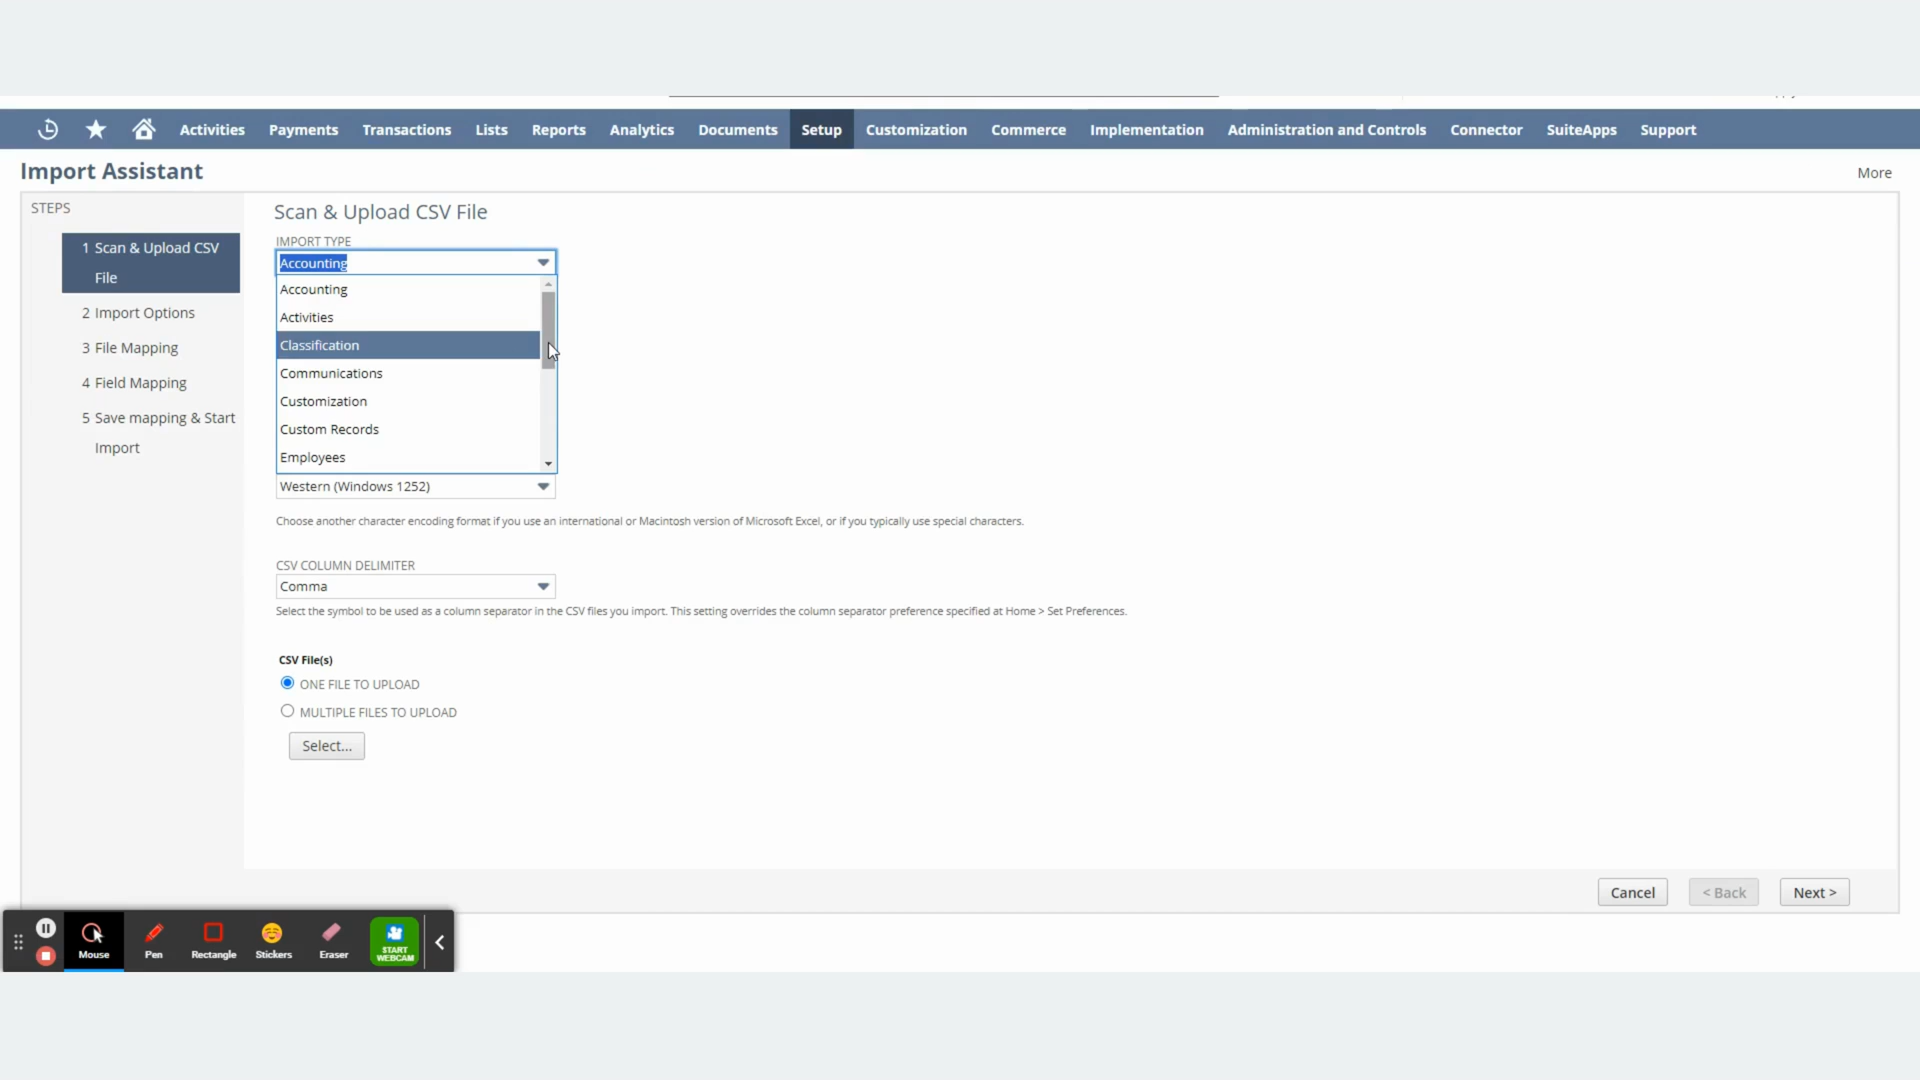 Activities Payments Transactions Lists Reports Analytics Documents Setup Customization Commerce Implementation Administration and Controls Connector SuiteApps Support
Import Assistant
More
STEPS
1 Scan & Upload CSV
File
2 Import Options
3 File Mapping
4 Field Mapping
5 Save mapping & Start
Import
Scan & Upload CSV File
IMPORT TYPE
Accounting
Accounting
Activities
Classification
Communications
Customization
Custom Records
Employees
Western (Windows 1252)
Choose another character encoding format if you use an international or Macintosh version of Microsoft Excel, or if you typically use special characters.
CSV COLUMN DELIMITER
Comma
Select the symbol to be used as a column separator in the CSV files you import. This setting overrides the column separator preference specified at Home > Set Preferences.
CSV File(s)
ONE FILE TO UPLOAD
MULTIPLE FILES TO UPLOAD
Select...
Cancel < Back Next >
Mouse Pen Rectangle Stickers Eraser START
WEBCAM